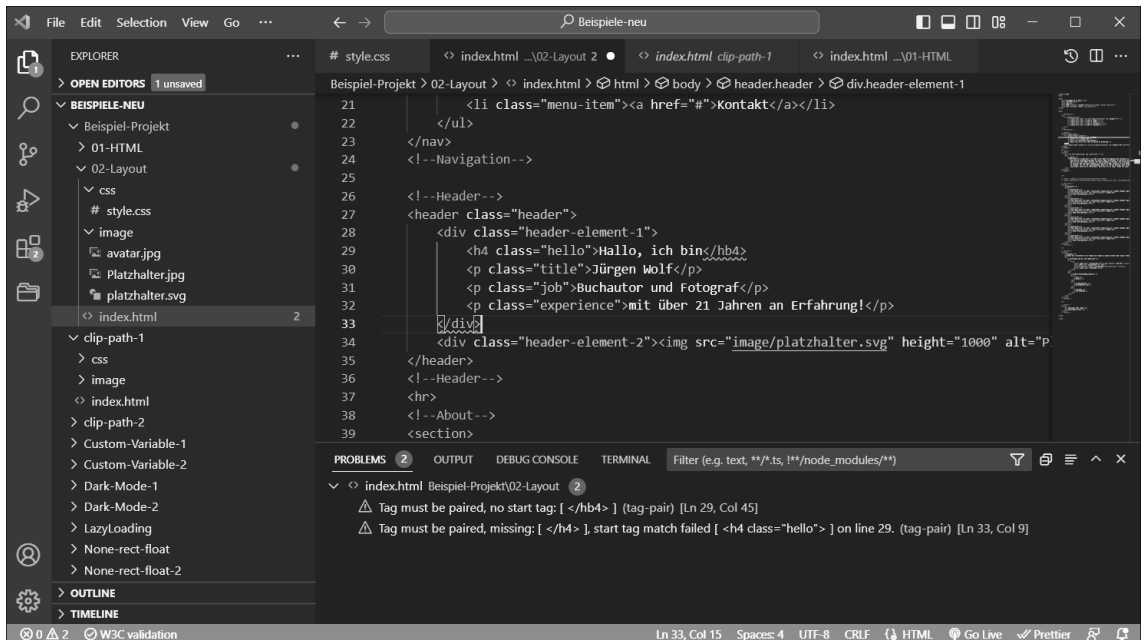 File Edit Selection View Go ··· Beispiele-neu
EXPLORER ···
OPEN EDITORS 1 unsaved
BEISPIELE-NEU
Beispiel-Projekt
01-HTML
02-Layout
css
# style.css
image
avatar.jpg
Platzhalter.jpg
platzhalter.svg
<> index.html 2
clip-path-1
css
image
<> index.html
clip-path-2
Custom-Variable-1
Custom-Variable-2
Dark-Mode-1
Dark-Mode-2
LazyLoading
None-rect-float
None-rect-float-2
OUTLINE
TIMELINE
# style.css <> index.html ...\02-Layout 2 ● <> index.html clip-path-1 <> index.html ...\01-HTML
Beispiel-Projekt > 02-Layout > <> index.html > html > body > header.header > div.header-element-1
21 <li class="menu-item"><a href="#">Kontakt</a></li>
22 </ul>
23 </nav>
24 <!--Navigation-->
25
26 <!--Header-->
27 <header class="header">
28 <div class="header-element-1">
29 <h4 class="hello">Hallo, ich bin</hb4>
30 <p class="title">Jürgen Wolf</p>
31 <p class="job">Buchautor und Fotograf</p>
32 <p class="experience">mit über 21 Jahren an Erfahrung!</p>
33 </div>
34 <div class="header-element-2"><img src="image/platzhalter.svg" height="1000" alt="P
35 </header>
36 <!--Header-->
37 <hr>
38 <!--About-->
39 <section>
PROBLEMS 2 OUTPUT DEBUG CONSOLE TERMINAL Filter (e.g. text, **/*.ts, !**/node_modules/**)
<> index.html Beispiel-Projekt\02-Layout 2
Tag must be paired, no start tag: [ </hb4> ] (tag-pair) [Ln 29, Col 45]
Tag must be paired, missing: [ </h4> ], start tag match failed [ <h4 class="hello"> ] on line 29. (tag-pair) [Ln 33, Col 9]
0 2 W3C validation Ln 33, Col 15 Spaces: 4 UTF-8 CRLF HTML Go Live Prettier